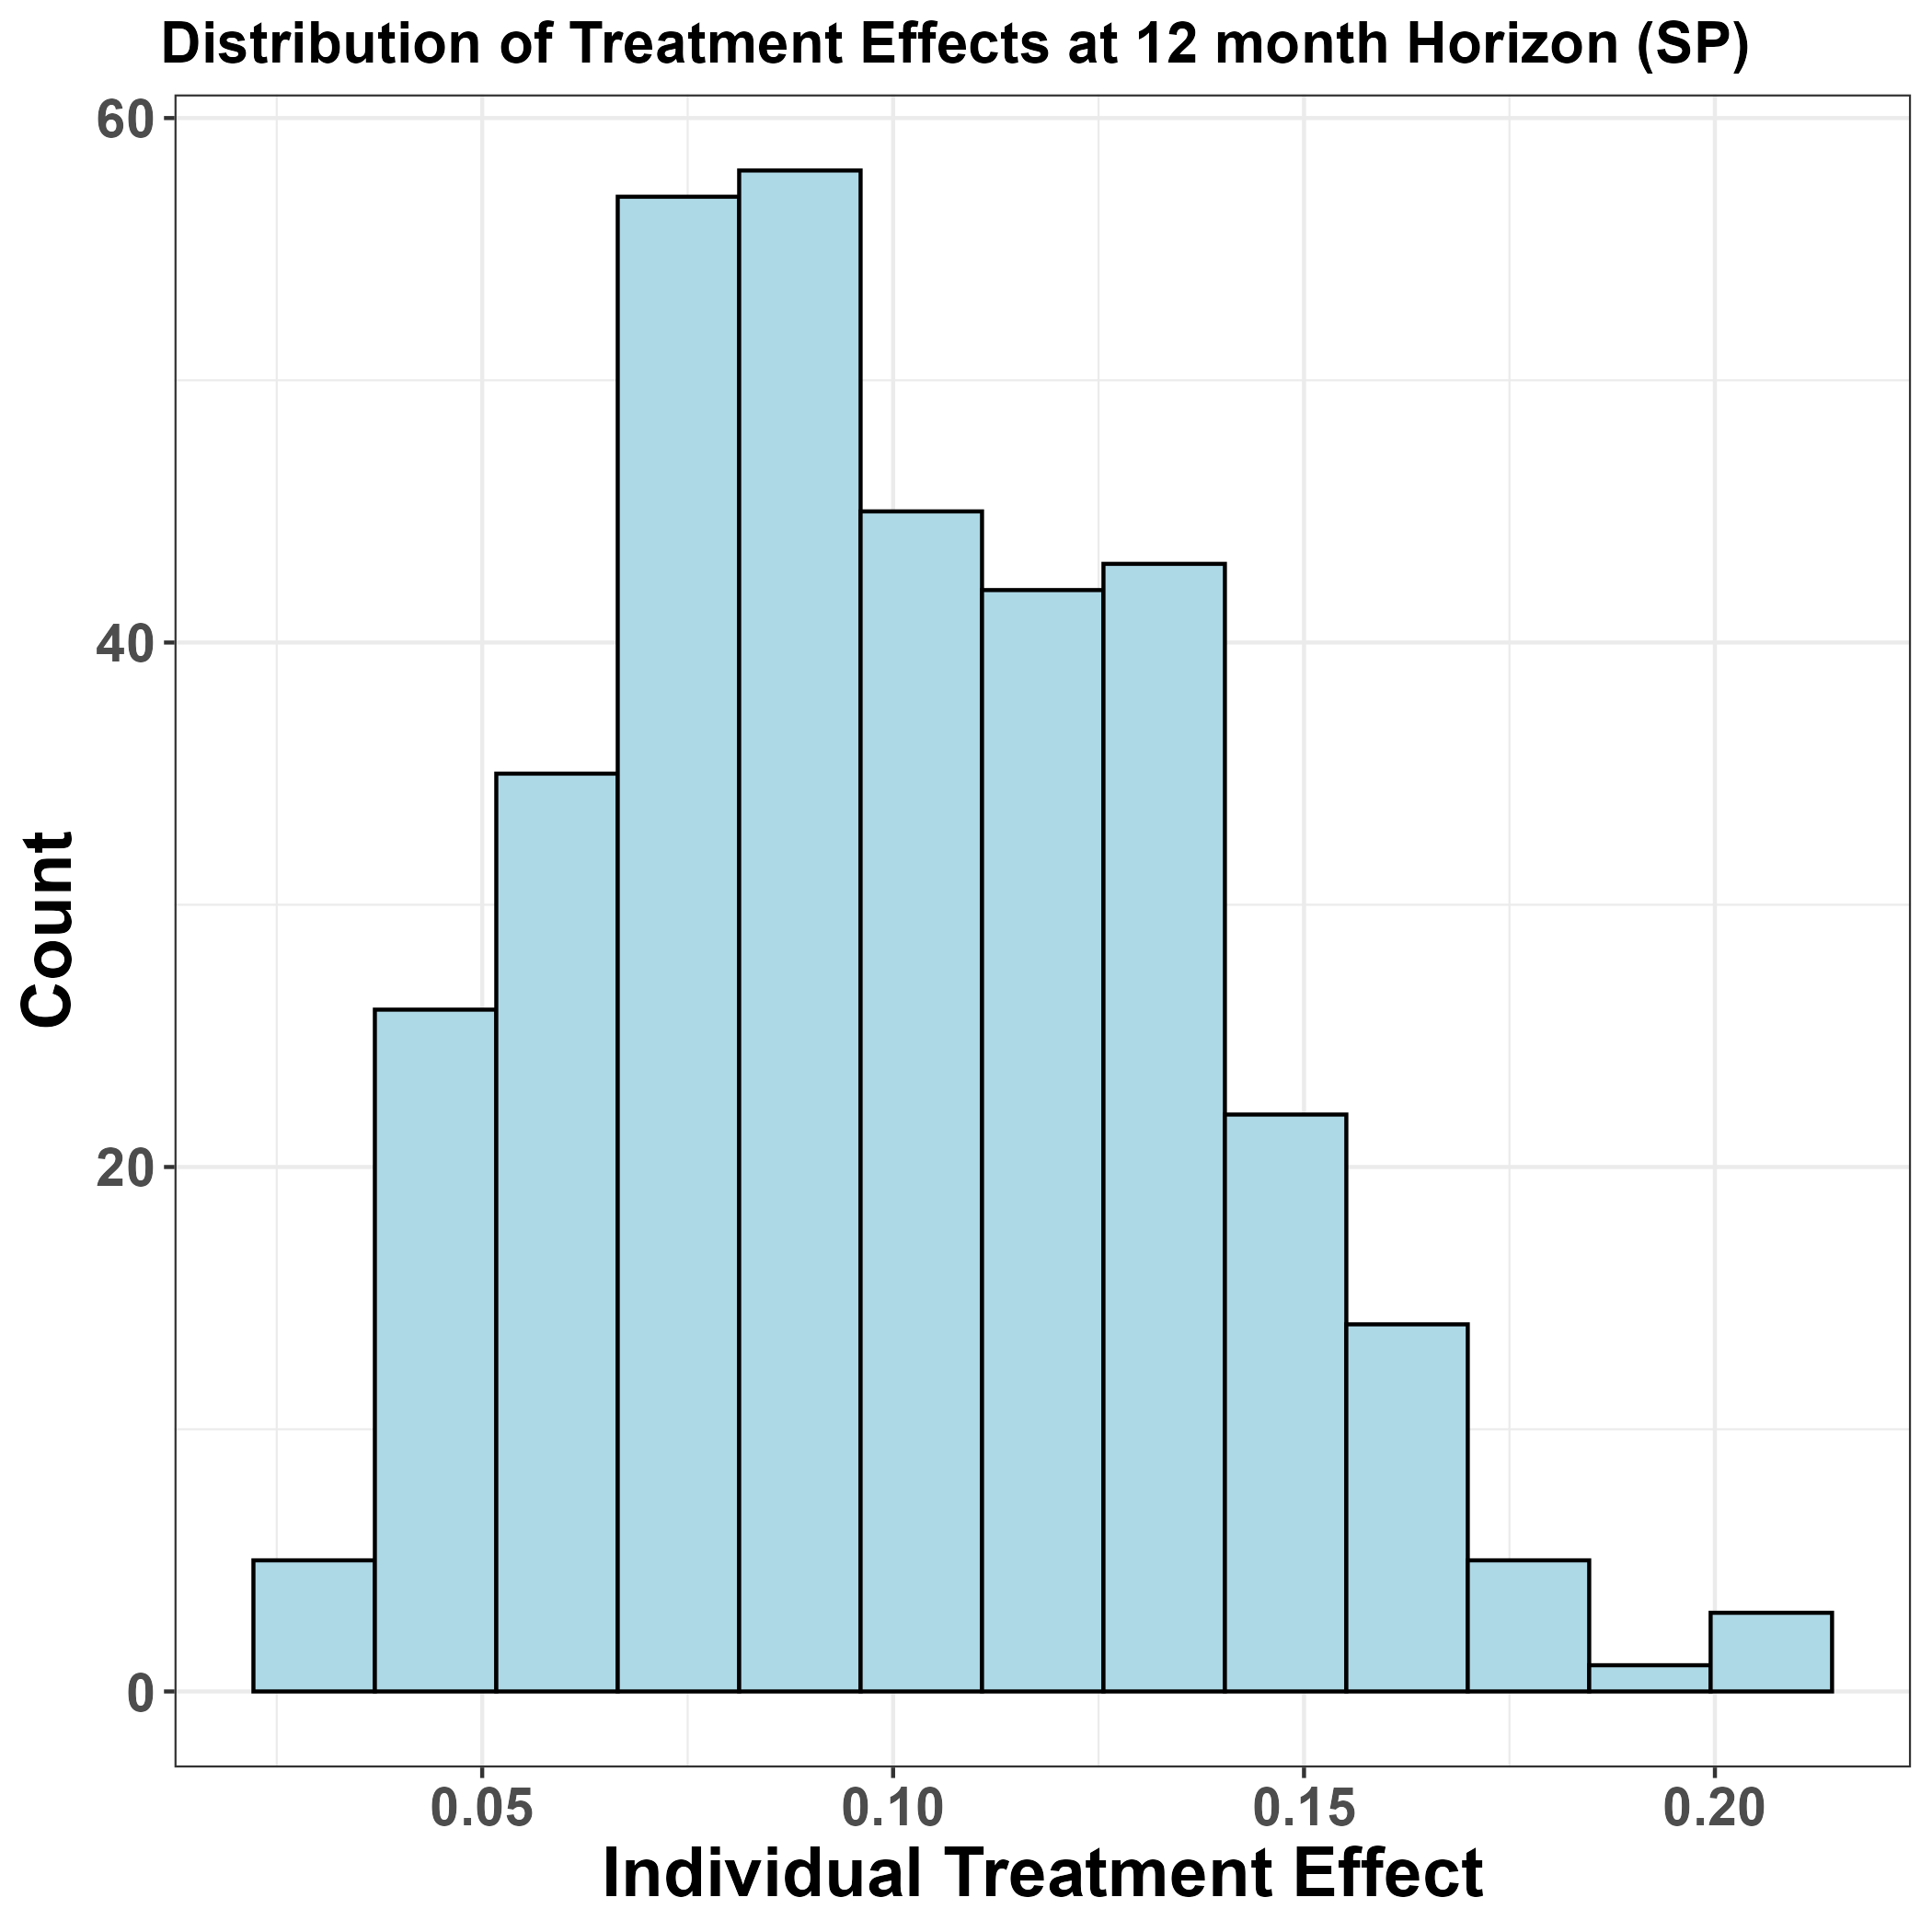 Distribution of Treatment Effects at 12 month Horizon (SP)
60
40
20
0
Count
0.05 0.10 0.15 0.20
Individual Treatment Effect